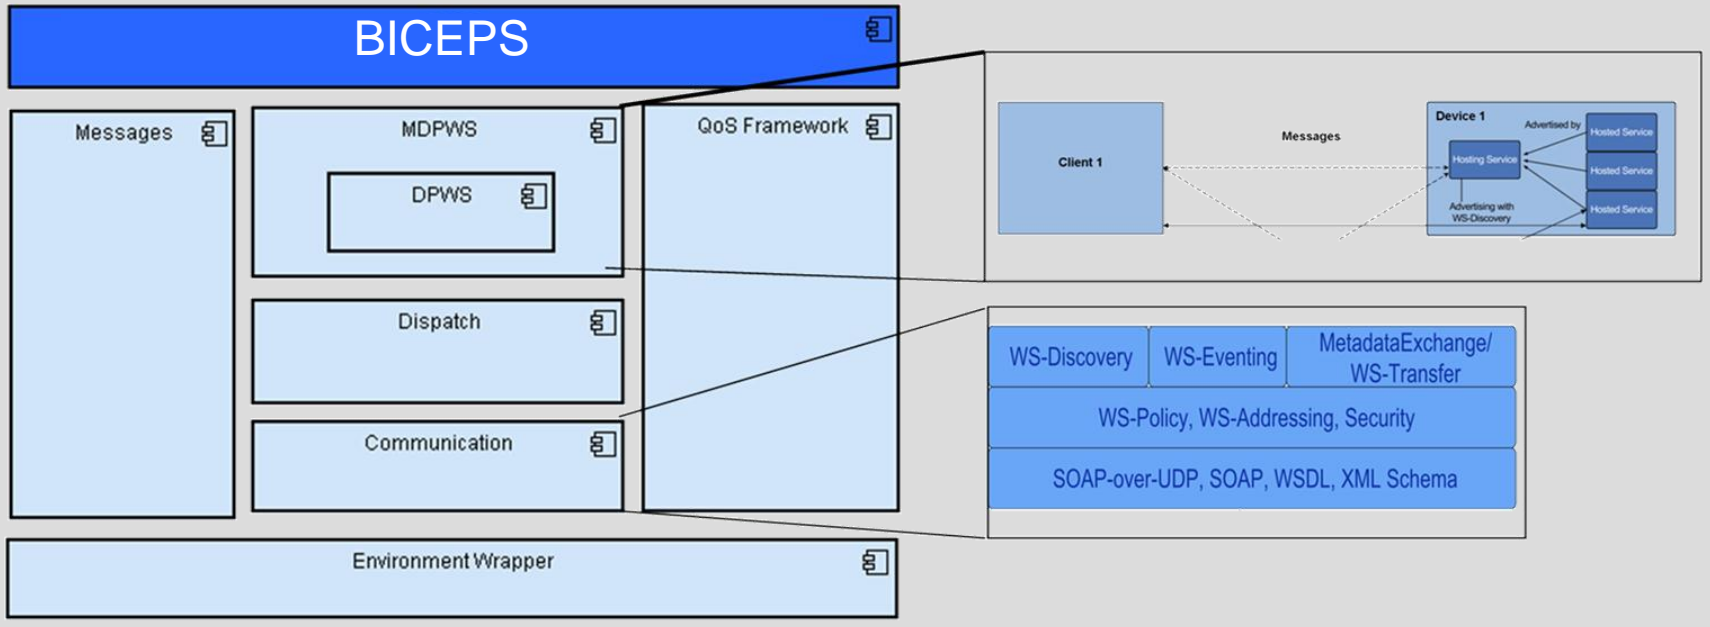 BICEPS
Messages
MDPWS
DPWS
QoS Framework
Dispatch
Communication
Environment Wrapper
Client 1
Messages
Device 1
Advertised by
Hosted Service
Hosting Service
Hosted Service
Advertising with
WS-Discovery
Hosted Service
WS-Discovery
WS-Eventing
MetadataExchange/
WS-Transfer
WS-Policy, WS-Addressing, Security
SOAP-over-UDP, SOAP, WSDL, XML Schema